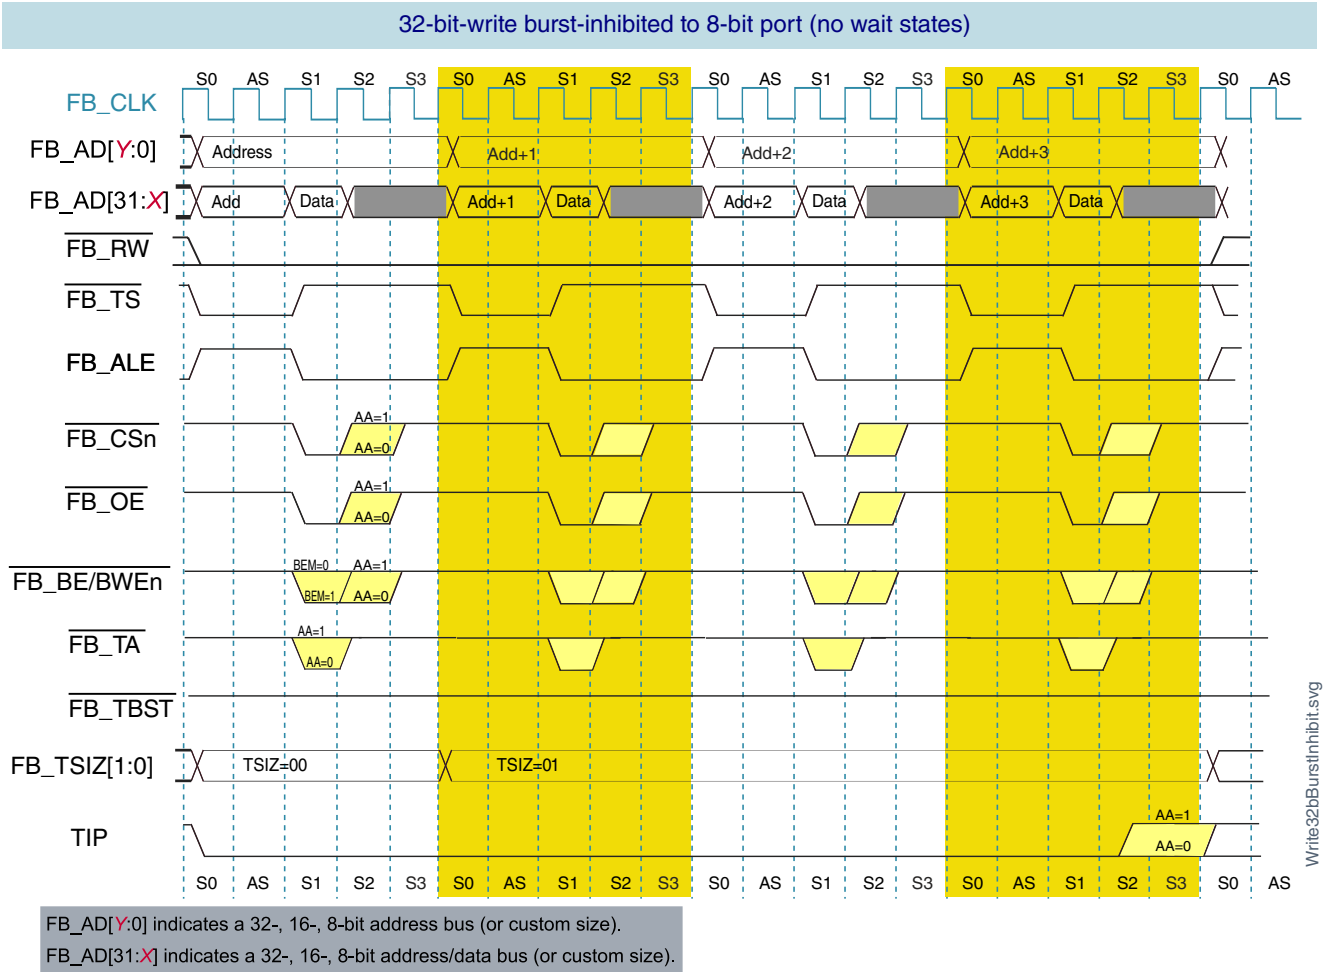 32-bit-write burst-inhibited to 8-bit port (no wait states)
S0 AS S1 S2 S3 S0 AS S1 S2 S3 S0 AS S1 S2 S3 S0 AS S1 S2 S3 S0 AS
FB_CLK
FB_AD[Y:0] Address Add+1 Add+2 Add+3
FB_AD[31:X] Add Data Add+1 Data Add+2 Data Add+3 Data
FB_RW
FB_TS
FB_ALE
AA=1
FB_CSn
AA=0
AA=1
FB_OE
AA=0
BEM=0 AA=1
FB_BE/BWEn
BEM=1 AA=0
AA=1
FB_TA
AA=0
FB_TBST
FB_TSIZ[1:0] TSIZ=00 TSIZ=01
AA=1
TIP
AA=0
S0 AS S1 S2 S3 S0 AS S1 S2 S3 S0 AS S1 S2 S3 S0 AS S1 S2 S3 S0 AS
FB_AD[Y:0] indicates a 32-, 16-, 8-bit address bus (or custom size).
FB_AD[31:X] indicates a 32-, 16-, 8-bit address/data bus (or custom size).
Write32bBurstInhibit.svg